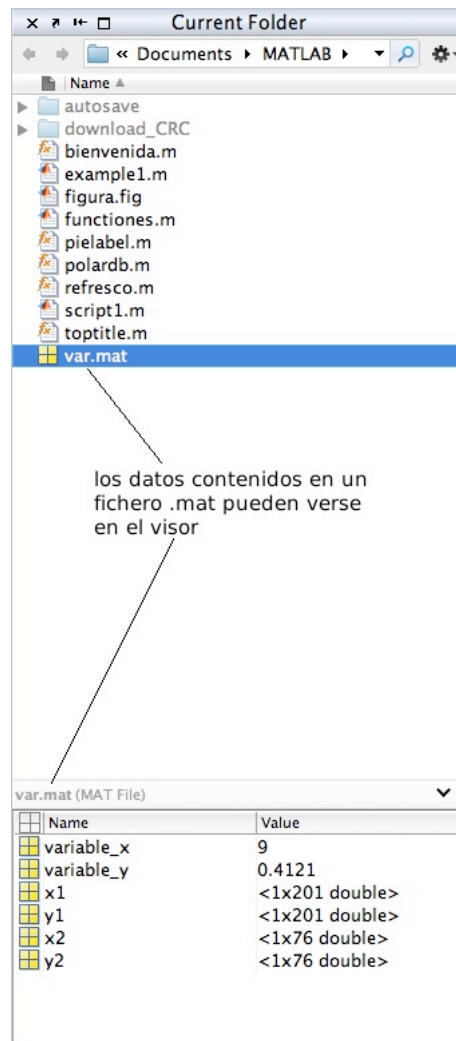 Current Folder
« Documents ▸ MATLAB ▸
Name
autosave
download_CRC
bienvenida.m
example1.m
figura.fig
functiones.m
pielabel.m
polardb.m
refresco.m
script1.m
toptitle.m
var.mat
los datos contenidos en un
fichero .mat pueden verse
en el visor
var.mat (MAT File)
Name Value
variable_x 9
variable_y 0.4121
x1 <1x201 double>
y1 <1x201 double>
x2 <1x76 double>
y2 <1x76 double>